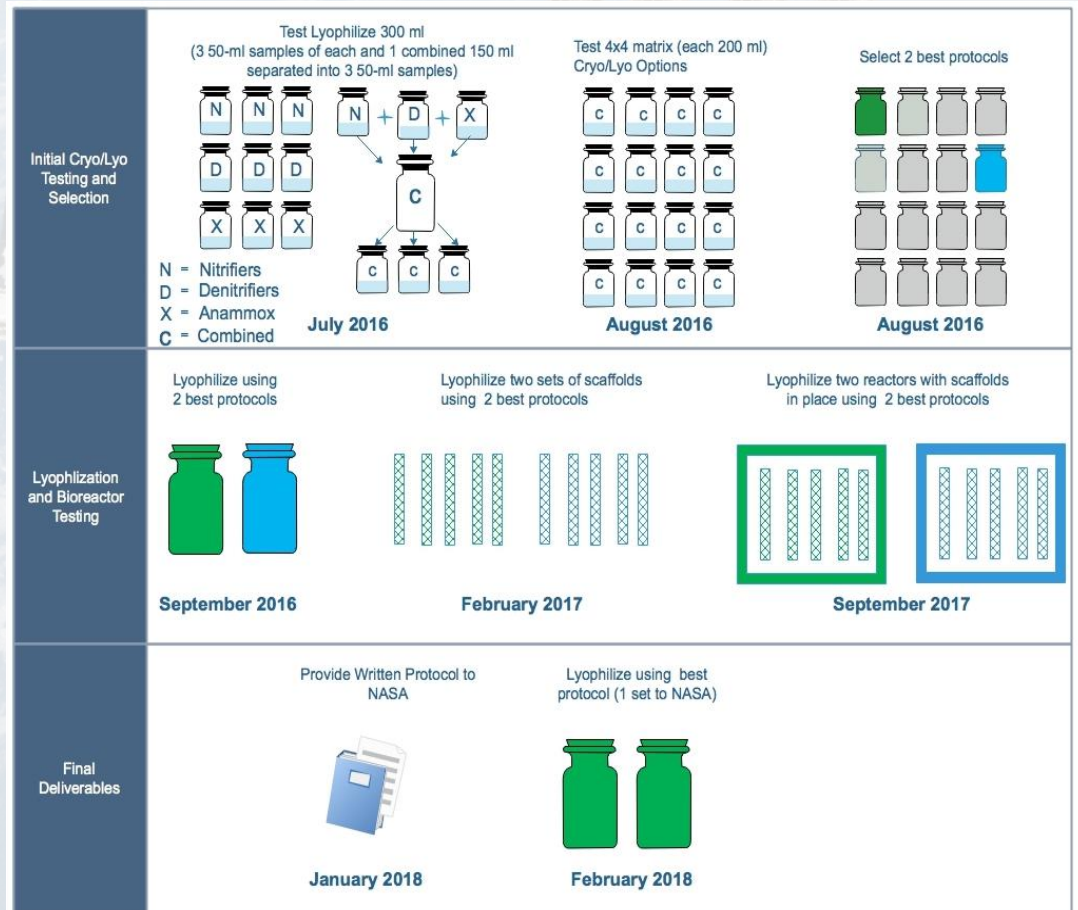 Initial Cryo/Lyo
Testing and
Selection
Test Lyophilize 300 ml
(3 50-ml samples of each and 1 combined 150 ml
separated into 3 50-ml samples)
N N N
D D D
X X X
N + D + X
C
C C C
N = Nitrifiers
D = Denitrifiers
X = Anammox
C = Combined
July 2016
Test 4x4 matrix (each 200 ml)
Cryo/Lyo Options
C C C C
C C C C
C C C C
C C C C
August 2016
Select 2 best protocols
August 2016
Lyophlization
and Bioreactor
Testing
Lyophilize using
2 best protocols
September 2016
Lyophilize two sets of scaffolds
using 2 best protocols
February 2017
Lyophilize two reactors with scaffolds
in place using 2 best protocols
September 2017
Final
Deliverables
Provide Written Protocol to
NASA
January 2018
Lyophilize using best
protocol (1 set to NASA)
February 2018